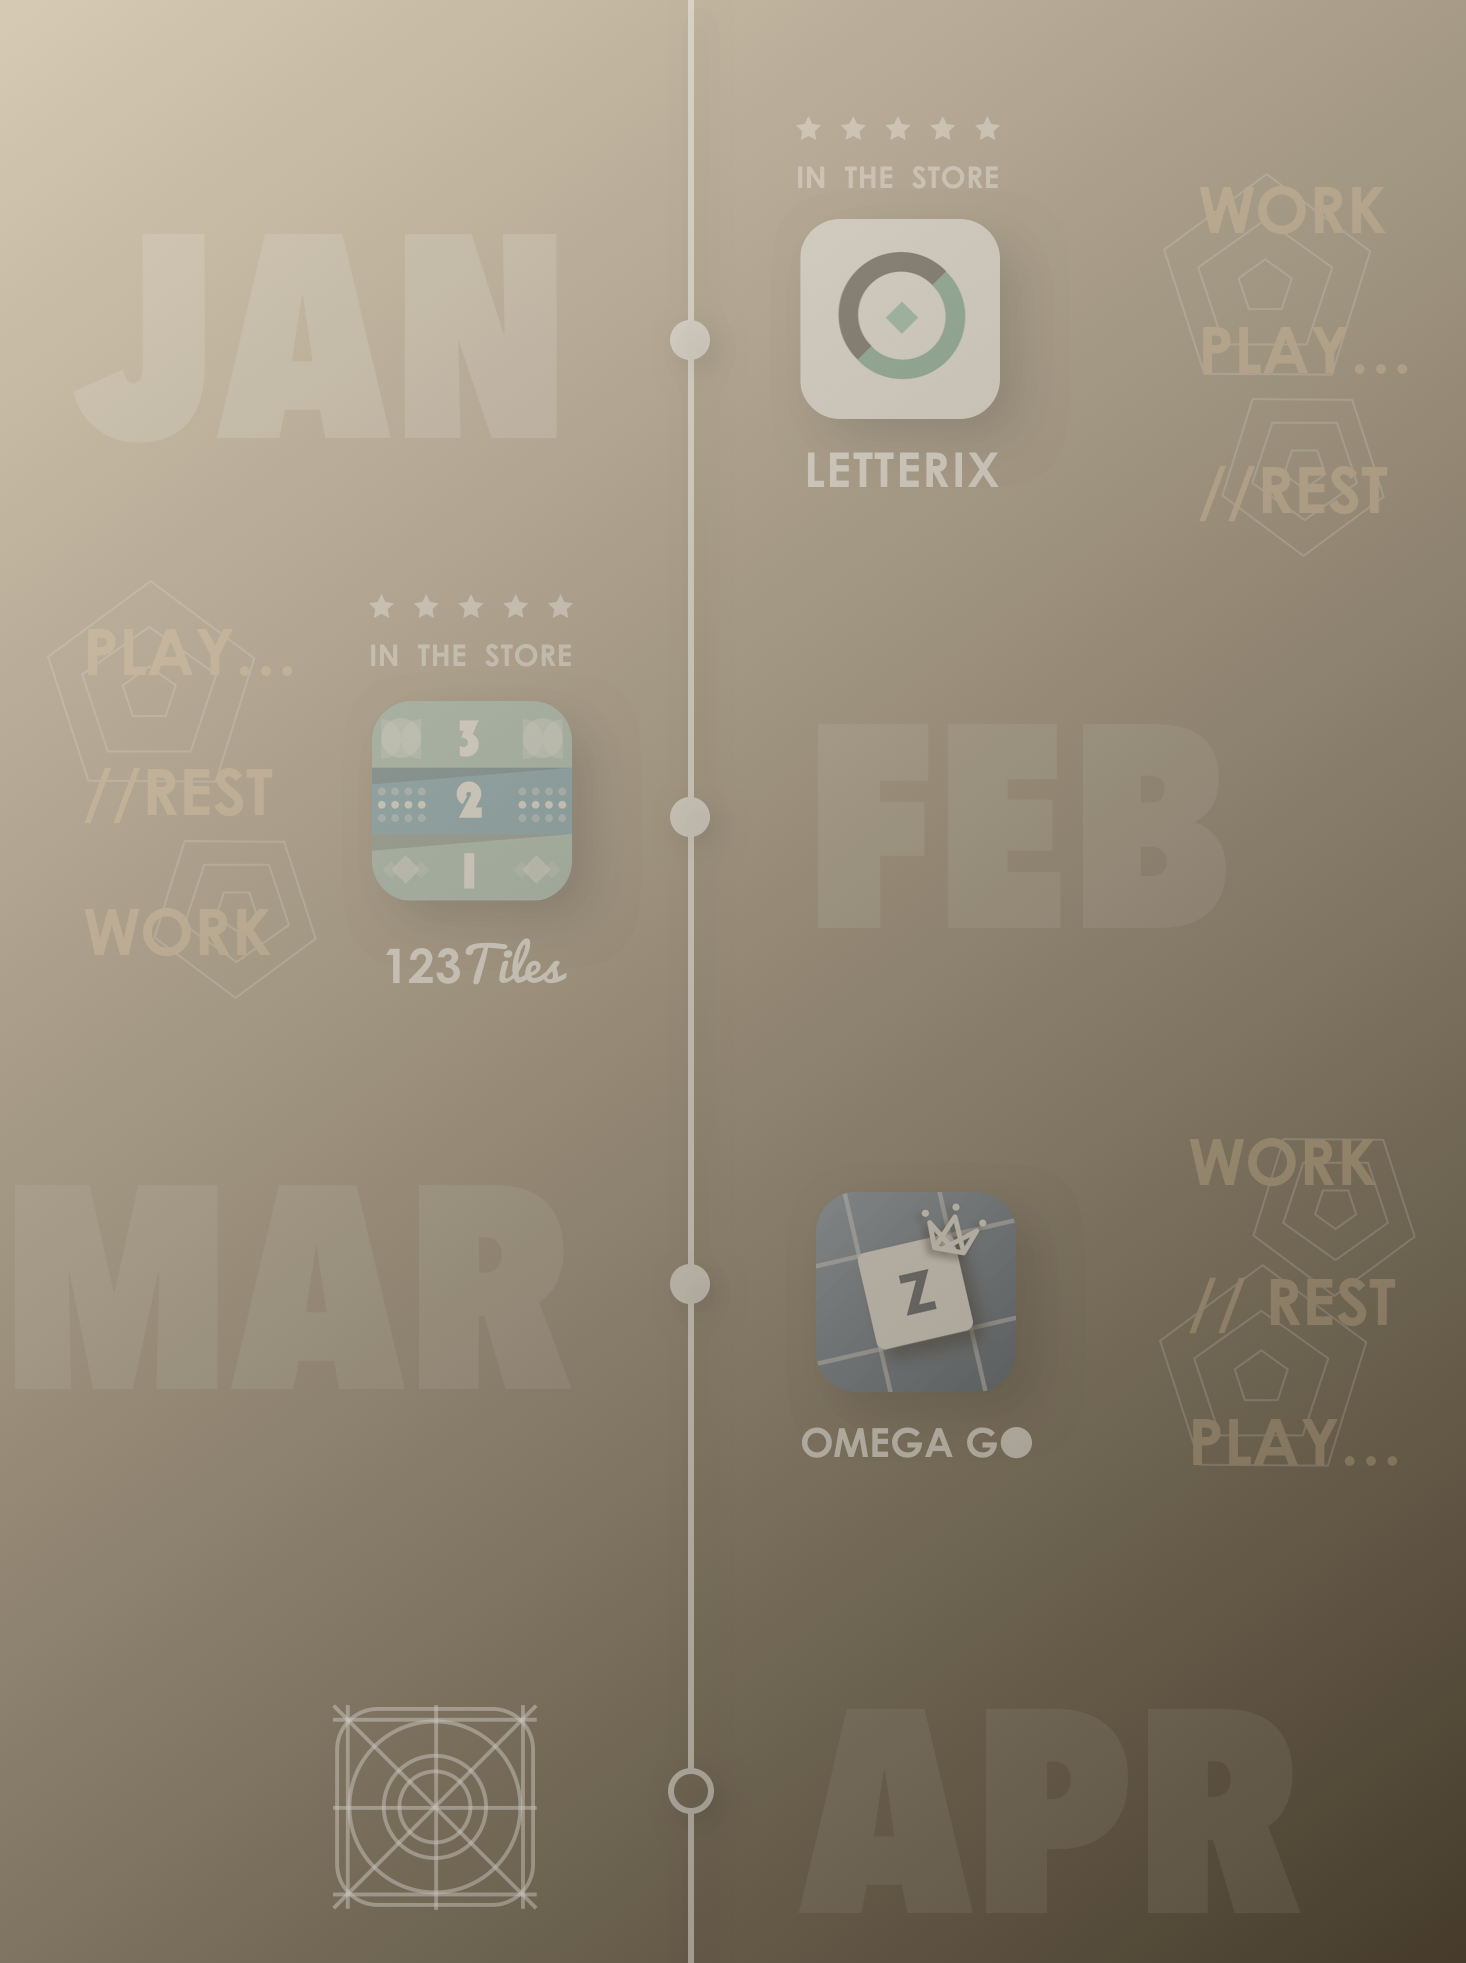 JAN
IN THE STORE
LETTERIX
WORK
PLAY...
//REST
PLAY...
//REST
WORK
IN THE STORE
3
2
1
123Tiles
FEB
MAR
Z
OMEGA GO
WORK
// REST
PLAY...
APR